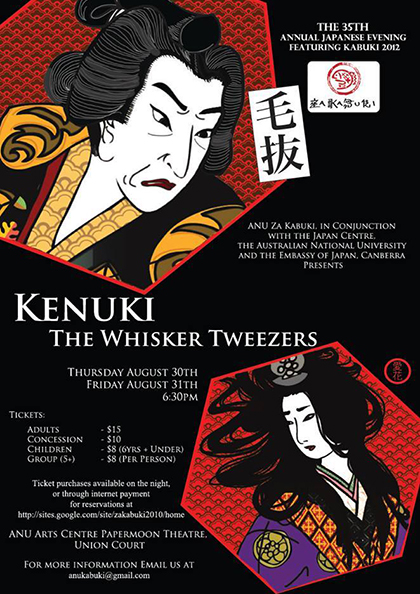 THE 35TH
ANNUAL JAPANESE EVENING
FEATURING KABUKI 2012
ZA KABUKI
毛抜
ANU ZA KABUKI, IN CONJUNCTION
WITH THE JAPAN CENTRE,
THE AUSTRALIAN NATIONAL UNIVERSITY
AND THE EMBASSY OF JAPAN, CANBERRA
PRESENTS
KENUKI
THE WHISKER TWEEZERS
THURSDAY AUGUST 30TH
FRIDAY AUGUST 31TH
6:30PM
TICKETS:
ADULTS - $15
CONCESSION - $10
CHILDREN - $8 (6YRS + UNDER)
GROUP (5+) - $8 (PER PERSON)
Ticket purchases available on the night,
or through internet payment
for reservations at
http://sites.google.com/site/zakabuki2010/home
ANU ARTS CENTRE PAPERMOON THEATRE,
UNION COURT
FOR MORE INFORMATION EMAIL US AT
anukabuki@gmail.com
愛花